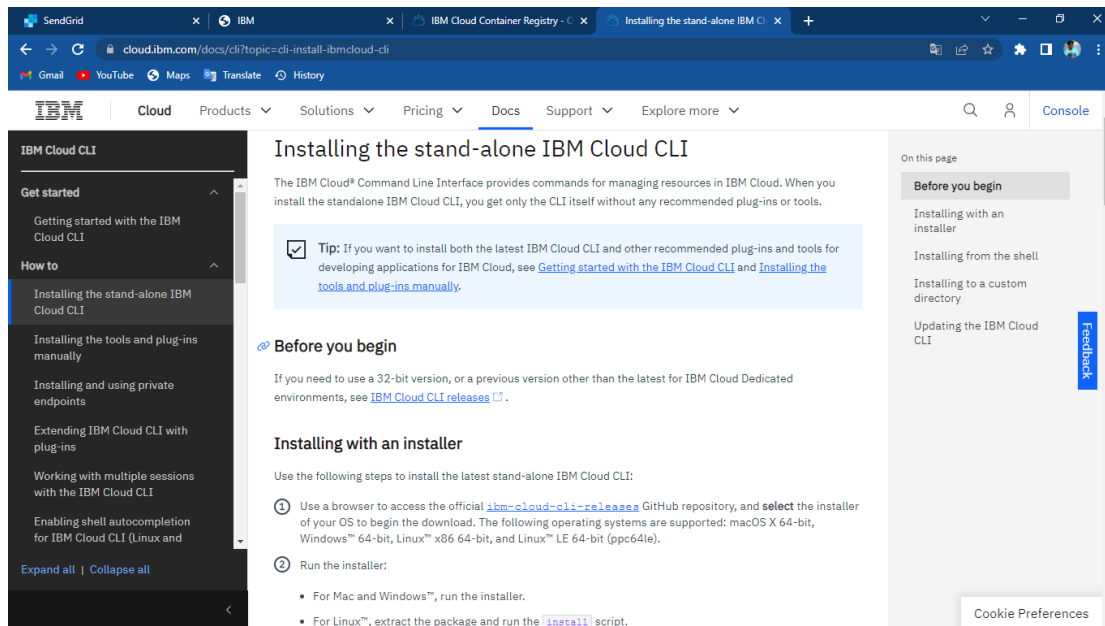 SendGrid
IBM
IBM Cloud Container Registry - C
Installing the stand-alone IBM Cl
cloud.ibm.com/docs/cli?topic=cli-install-ibmcloud-cli
Gmail YouTube Maps Translate History
IBM Cloud Products Solutions Pricing Docs Support Explore more Console
IBM Cloud CLI
Get started
Getting started with the IBM
Cloud CLI
How to
Installing the stand-alone IBM
Cloud CLI
Installing the tools and plug-ins
manually
Installing and using private
endpoints
Extending IBM Cloud CLI with
plug-ins
Working with multiple sessions
with the IBM Cloud CLI
Enabling shell autocompletion
for IBM Cloud CLI (Linux and
Expand all | Collapse all
Installing the stand-alone IBM Cloud CLI
The IBM Cloud® Command Line Interface provides commands for managing resources in IBM Cloud. When you
install the standalone IBM Cloud CLI, you get only the CLI itself without any recommended plug-ins or tools.
Tip: If you want to install both the latest IBM Cloud CLI and other recommended plug-ins and tools for
developing applications for IBM Cloud, see Getting started with the IBM Cloud CLI and Installing the
tools and plug-ins manually.
Before you begin
If you need to use a 32-bit version, or a previous version other than the latest for IBM Cloud Dedicated
environments, see IBM Cloud CLI releases .
Installing with an installer
Use the following steps to install the latest stand-alone IBM Cloud CLI:
1 Use a browser to access the official ibm-cloud-cli-releases GitHub repository, and select the installer
of your OS to begin the download. The following operating systems are supported: macOS X 64-bit,
Windows™ 64-bit, Linux™ x86 64-bit, and Linux™ LE 64-bit (ppc64le).
2 Run the installer:
• For Mac and Windows™, run the installer.
• For Linux™, extract the package and run the install script.
On this page
Before you begin
Installing with an
installer
Installing from the shell
Installing to a custom
directory
Updating the IBM Cloud
CLI
Feedback
Cookie Preferences